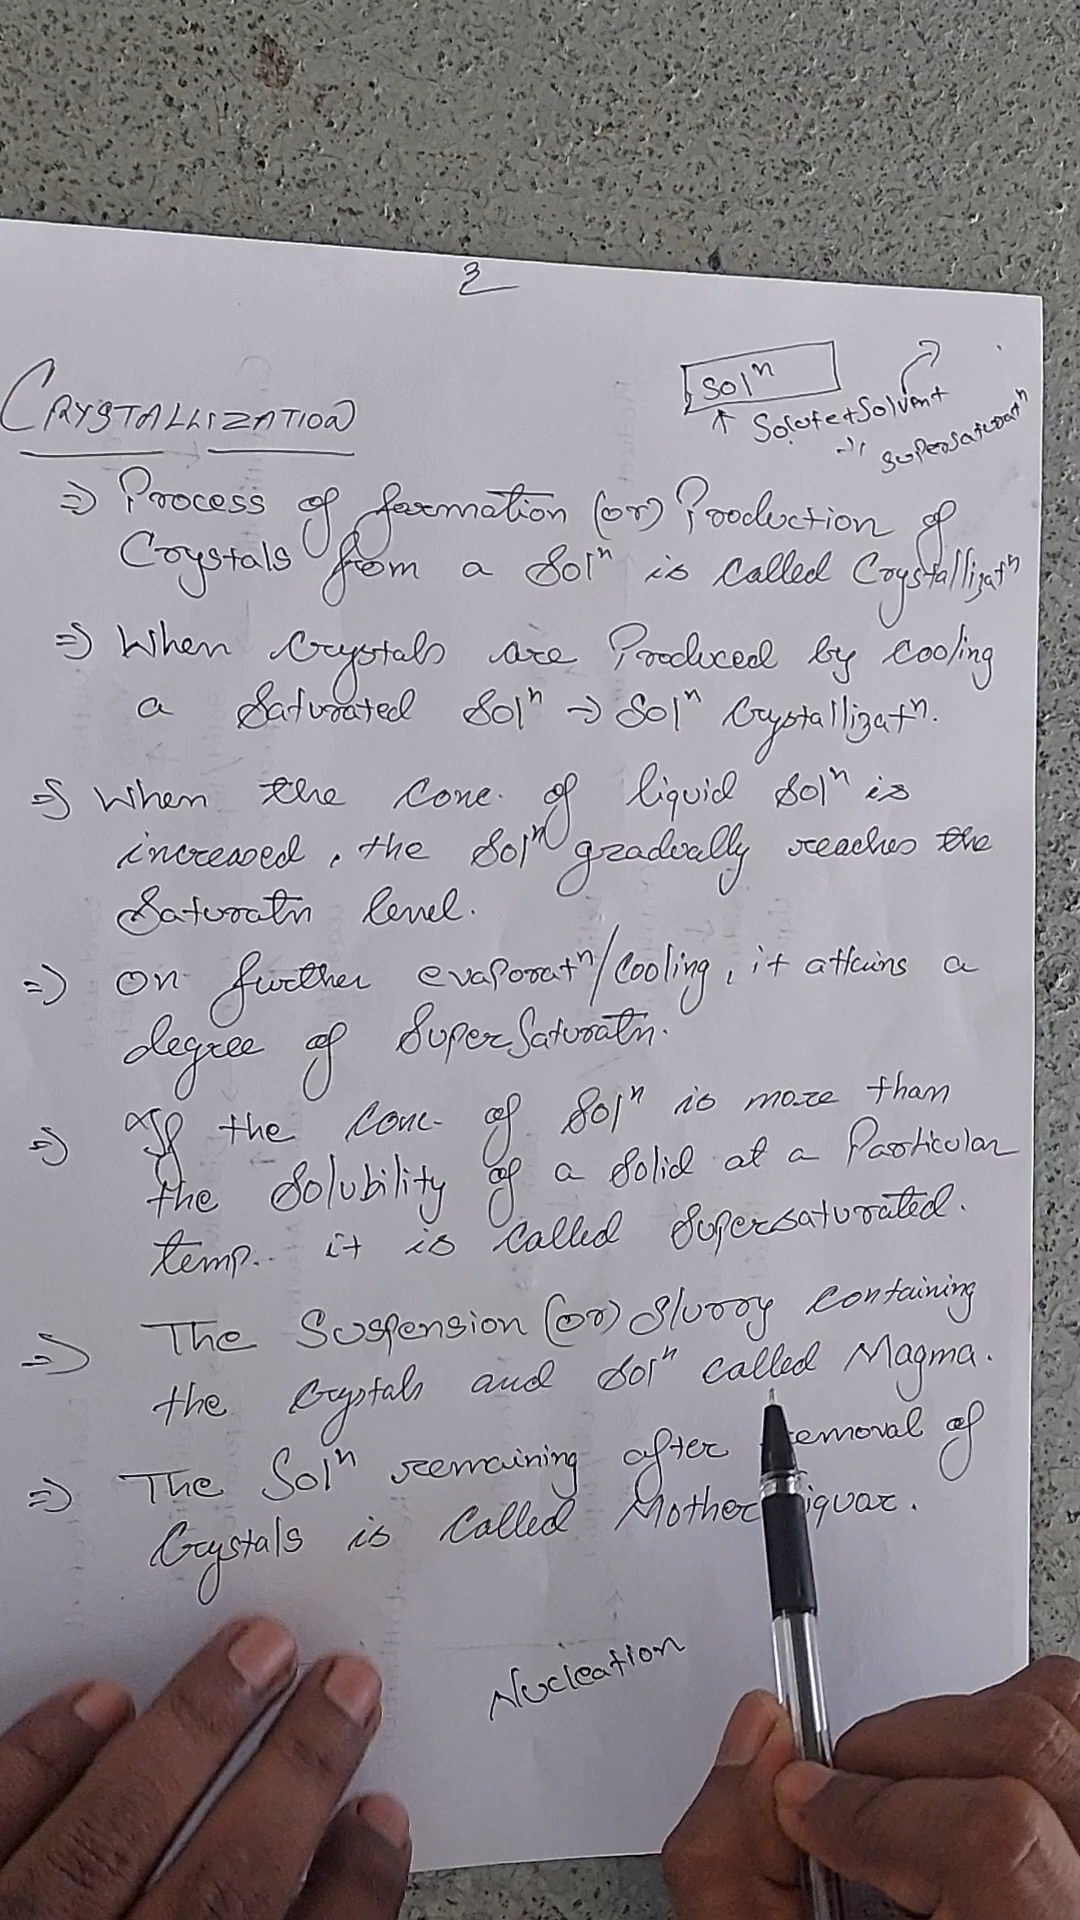 2
CRYSTALLIZATION
Solⁿ
Solute+Solvent
Supersaturatⁿ
⇒ Process of formation (or) Production of
Crystals from a Solⁿ is called Crystallizatⁿ
⇒ When Crystals are Produced by cooling
a Saturated Solⁿ → Solⁿ Crystallizatⁿ.
⇒ When the conc. of liquid Solⁿ is
increased, the Solⁿ gradually reaches the
Saturatn level.
⇒ On further evaporatⁿ/Cooling, it attains a
degree of SuperSaturatn.
⇒ If the conc. of Solⁿ is more than
the Solubility of a Solid at a Particular
temp.. it is called Supersaturated.
⇒ The Suspension (or) Slurry containing
the Crystals and Solⁿ called Magma.
⇒ The Solⁿ remaining after removal of
Crystals is called Mother liquar.
Nucleation